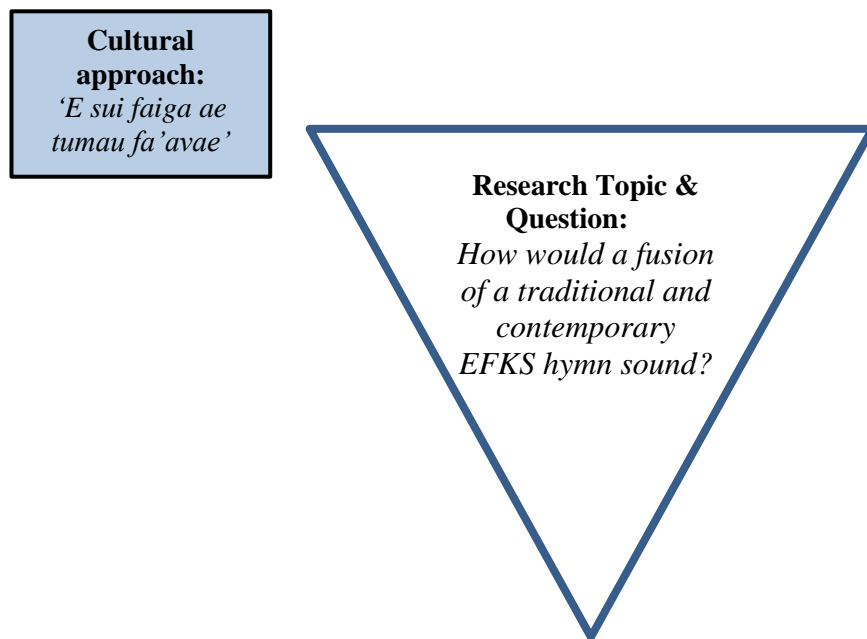 Cultural
approach:
‘E sui faiga ae
tumau fa’avae’
Research Topic &
Question:
How would a fusion
of a traditional and
contemporary
EFKS hymn sound?